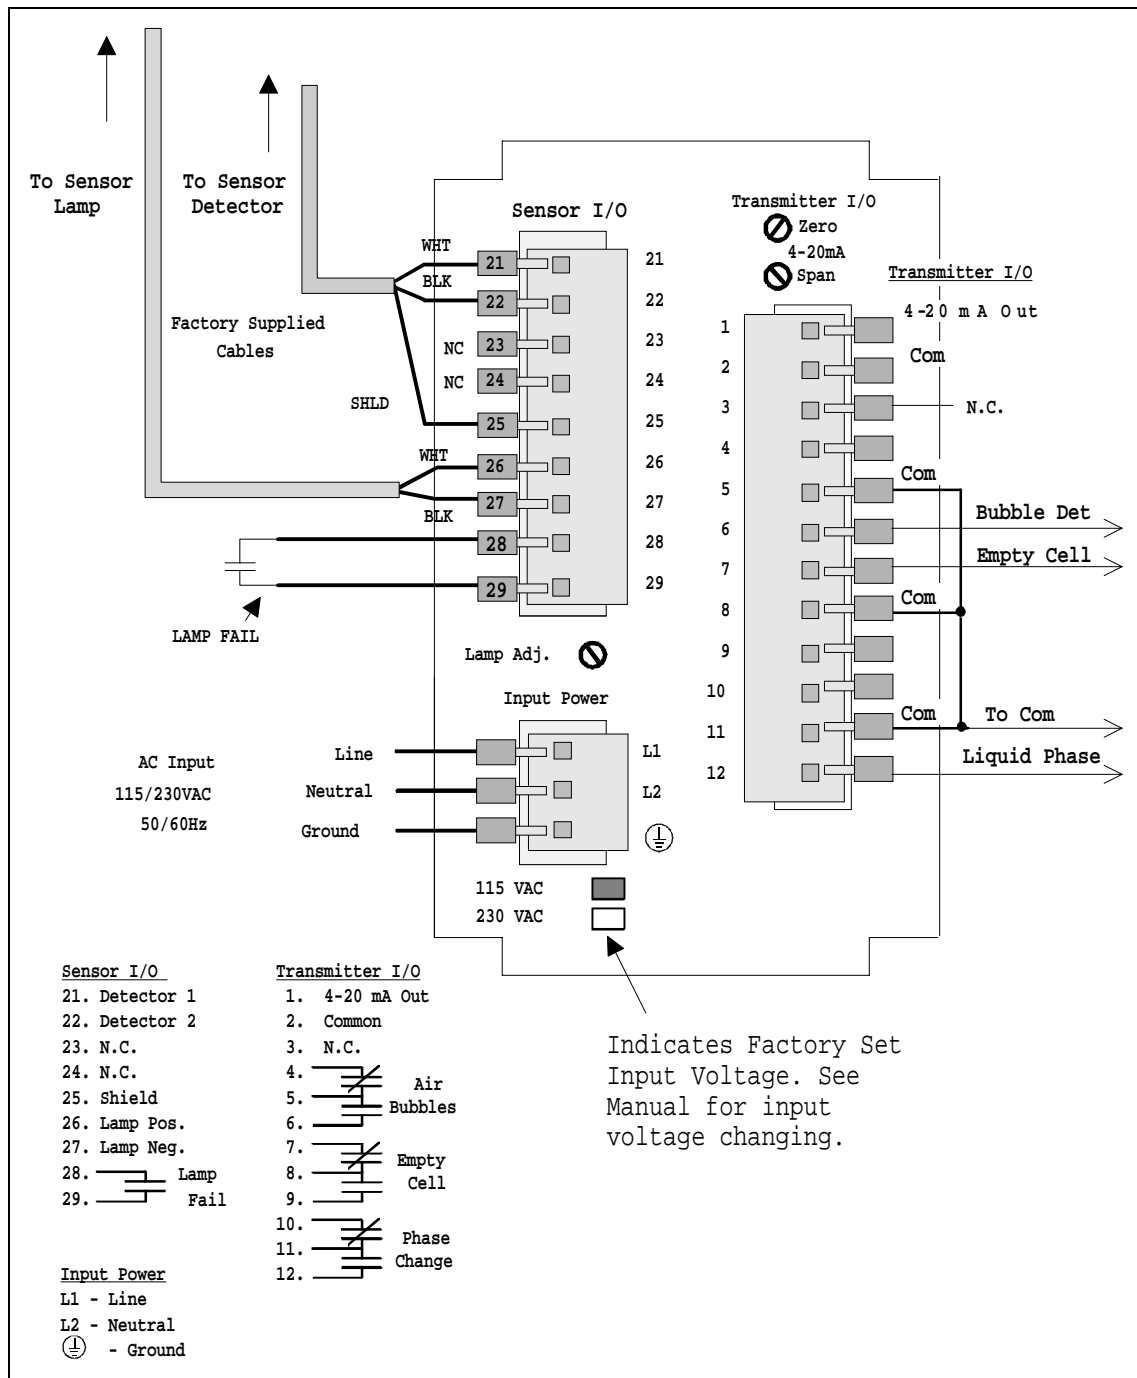 To Sensor
Lamp
To Sensor
Detector
Factory Supplied
Cables
WHT
BLK
NC
NC
SHLD
WHT
BLK
LAMP FAIL
Sensor I/O
21 21
22 22
23 23
24 24
25 25
26 26
27 27
28 28
29 29
Lamp Adj.
Transmitter I/O
Zero
4-20mA
Span
Transmitter I/O
1 4-20 mA Out
2 Com
3 N.C.
4
5 Com
6 Bubble Det
7 Empty Cell
8 Com
9
10
11 Com To Com
12 Liquid Phase
Input Power
AC Input
115/230VAC
50/60Hz
Line L1
Neutral L2
Ground
115 VAC
230 VAC
Indicates Factory Set
Input Voltage. See
Manual for input
voltage changing.
Sensor I/O
21. Detector 1
22. Detector 2
23. N.C.
24. N.C.
25. Shield
26. Lamp Pos.
27. Lamp Neg.
28. Lamp
29. Fail
Transmitter I/O
1. 4-20 mA Out
2. Common
3. N.C.
4. Air
5. Bubbles
6.
7. Empty
8. Cell
9.
10. Phase
11. Change
12.
Input Power
L1 - Line
L2 - Neutral
- Ground